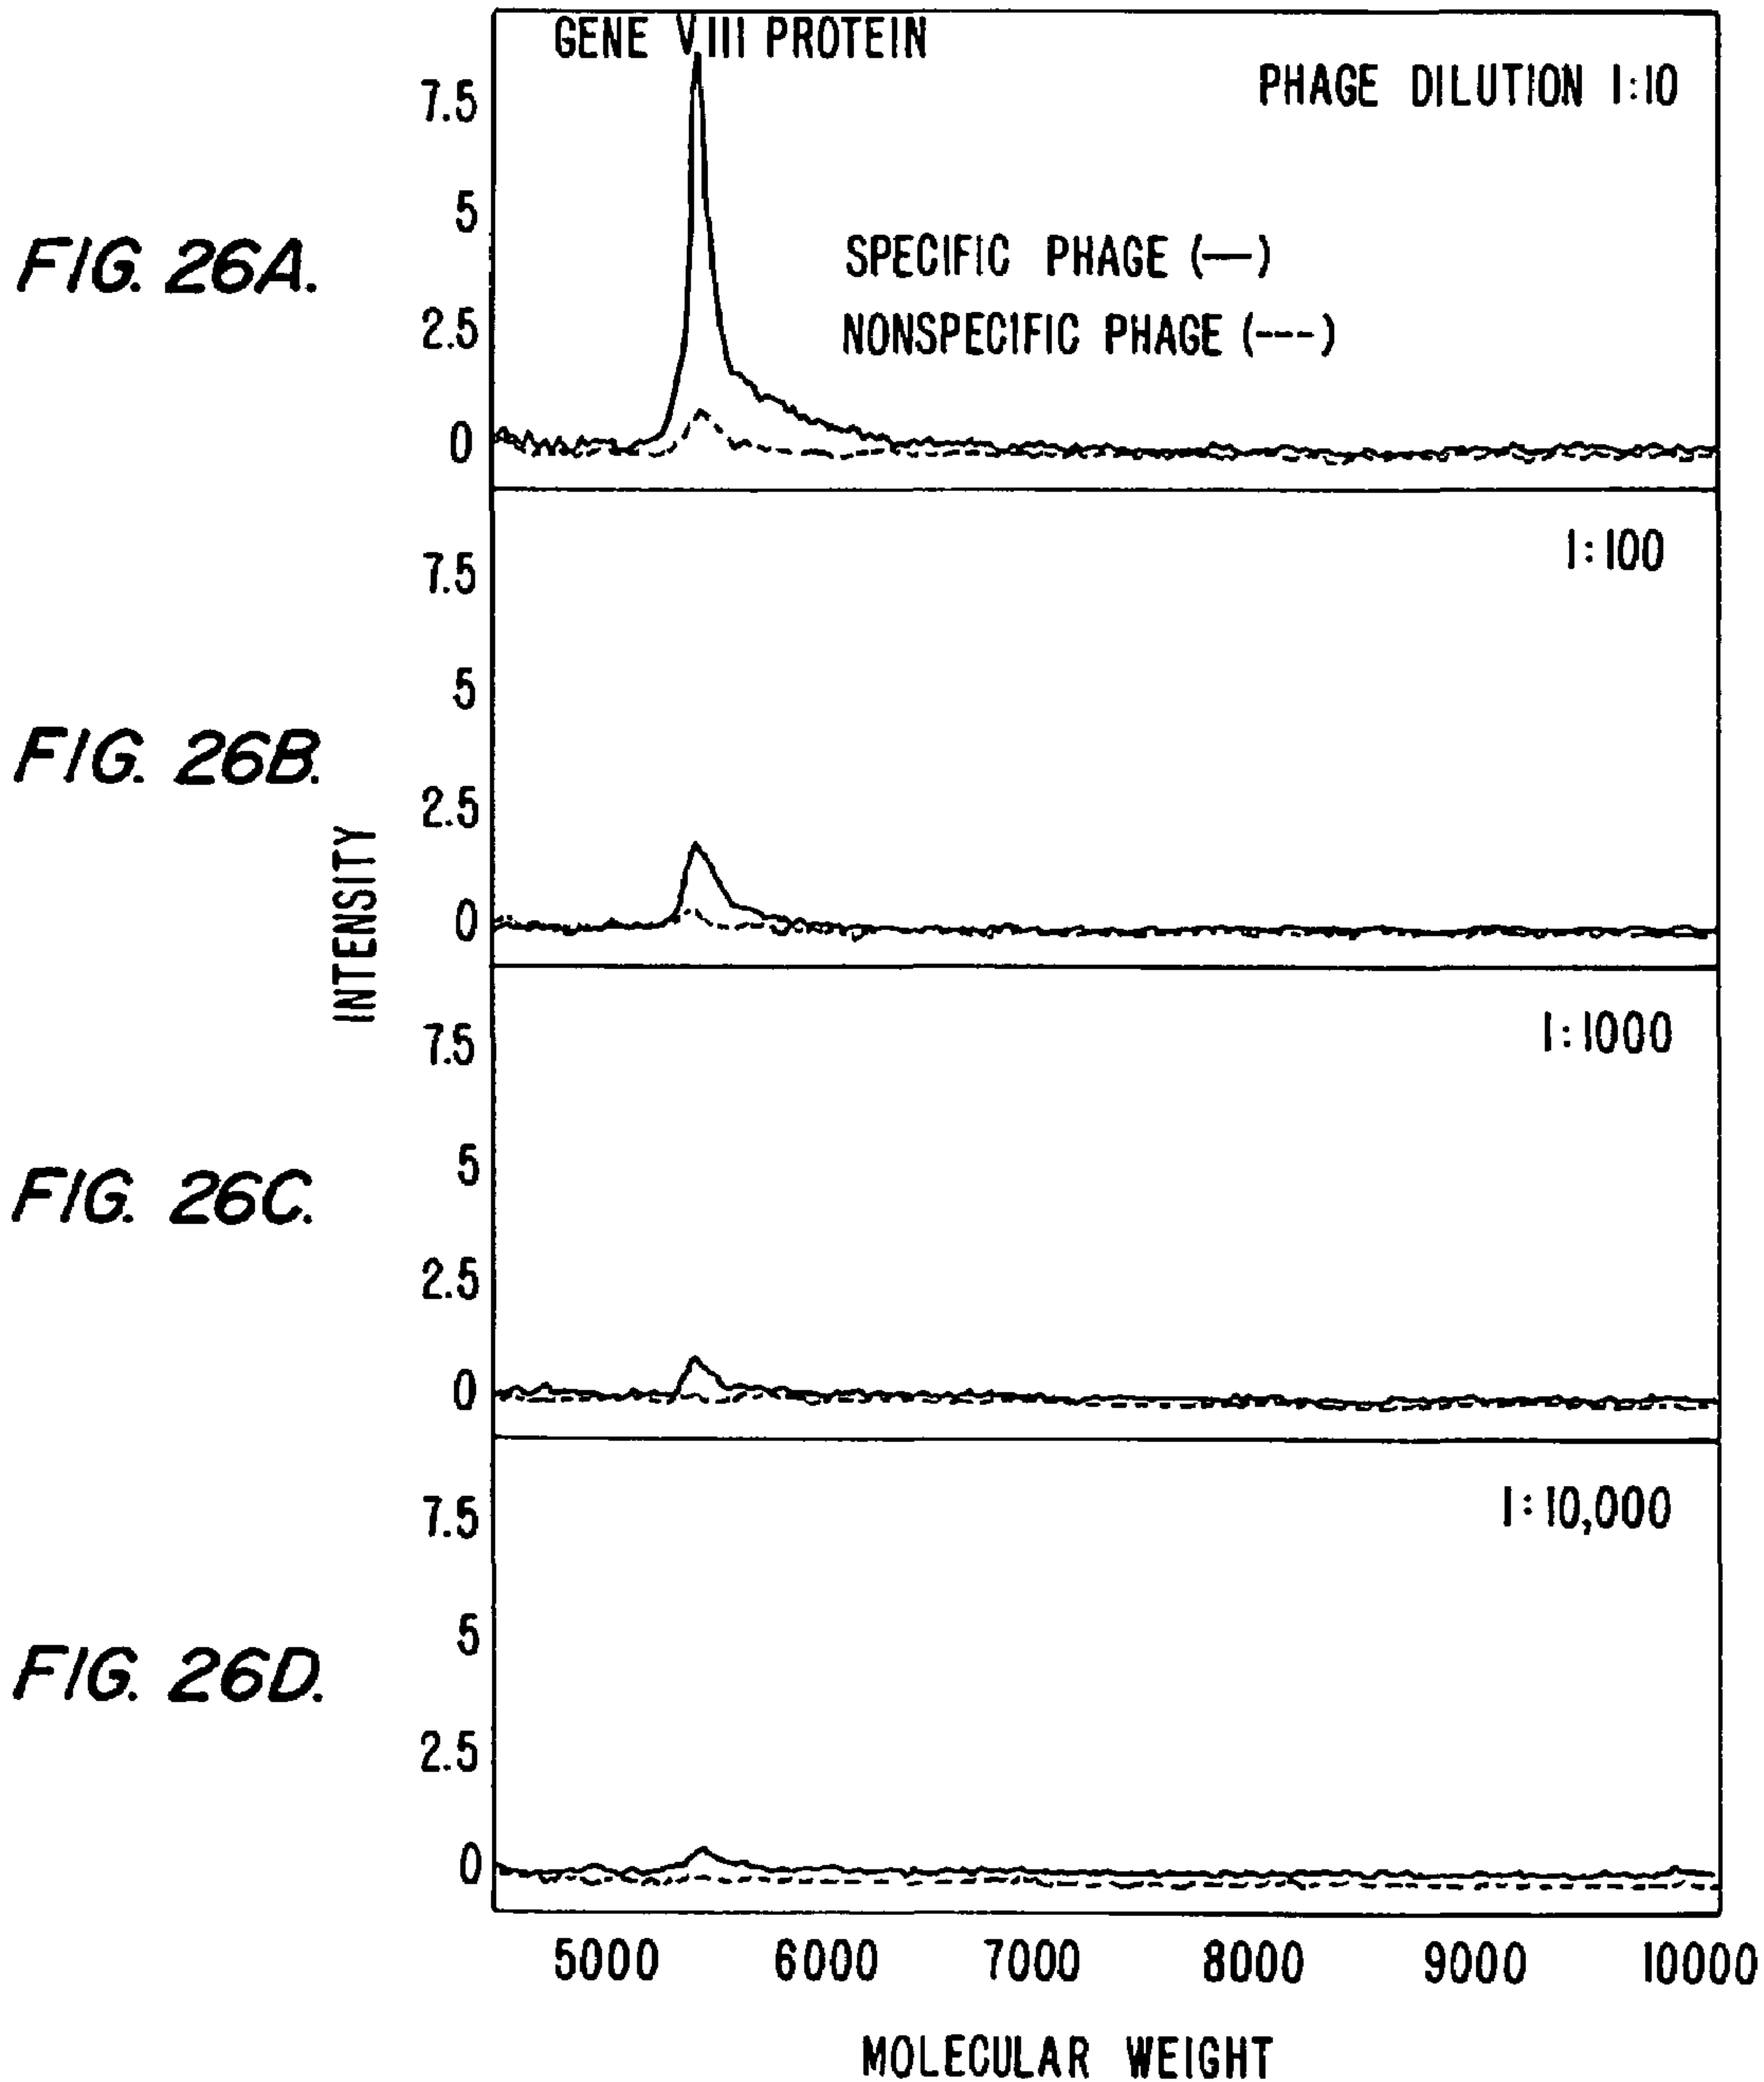 GENE VIII PROTEIN
PHAGE DILUTION 1:10
7.5
5
FIG. 26A.
SPECIFIC PHAGE (—)
2.5
NONSPECIFIC PHAGE (---)
0
1:100
7.5
5
FIG. 26B.
2.5
INTENSITY
0
1:1000
7.5
5
FIG. 26C.
2.5
0
1:10,000
7.5
5
FIG. 26D.
2.5
0
5000 6000 7000 8000 9000 10000
MOLECULAR WEIGHT